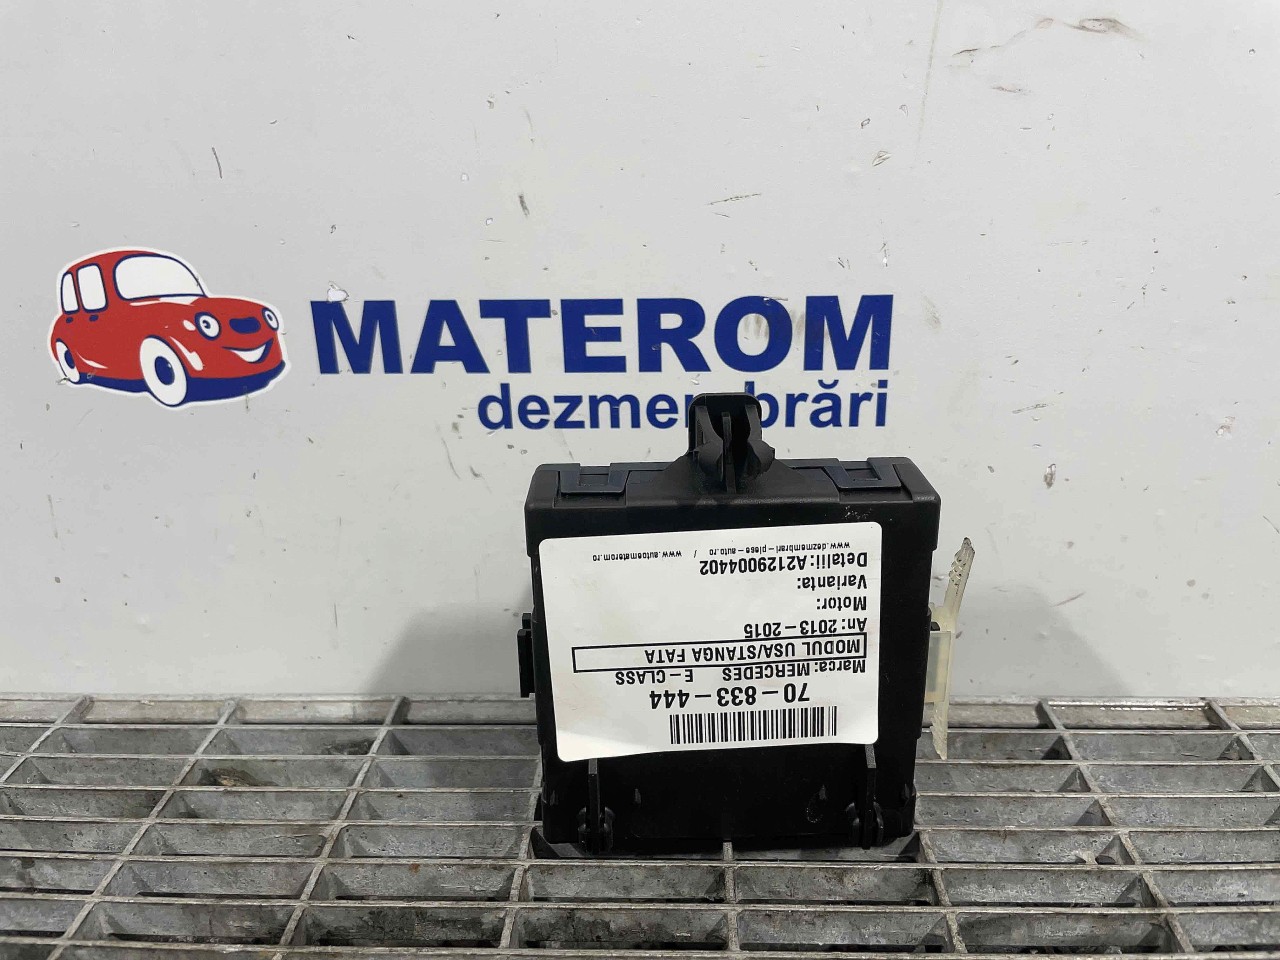 MATEROM
dezmembrări
70-833-444
Marca: MERCEDES E-CLASS
MODUL USA/STANGA FATA
An: 2013-2015
Motor:
Varianta:
Detalii: A2129004402
www.dezmembrari-piese-auto.ro / www.automaterom.ro